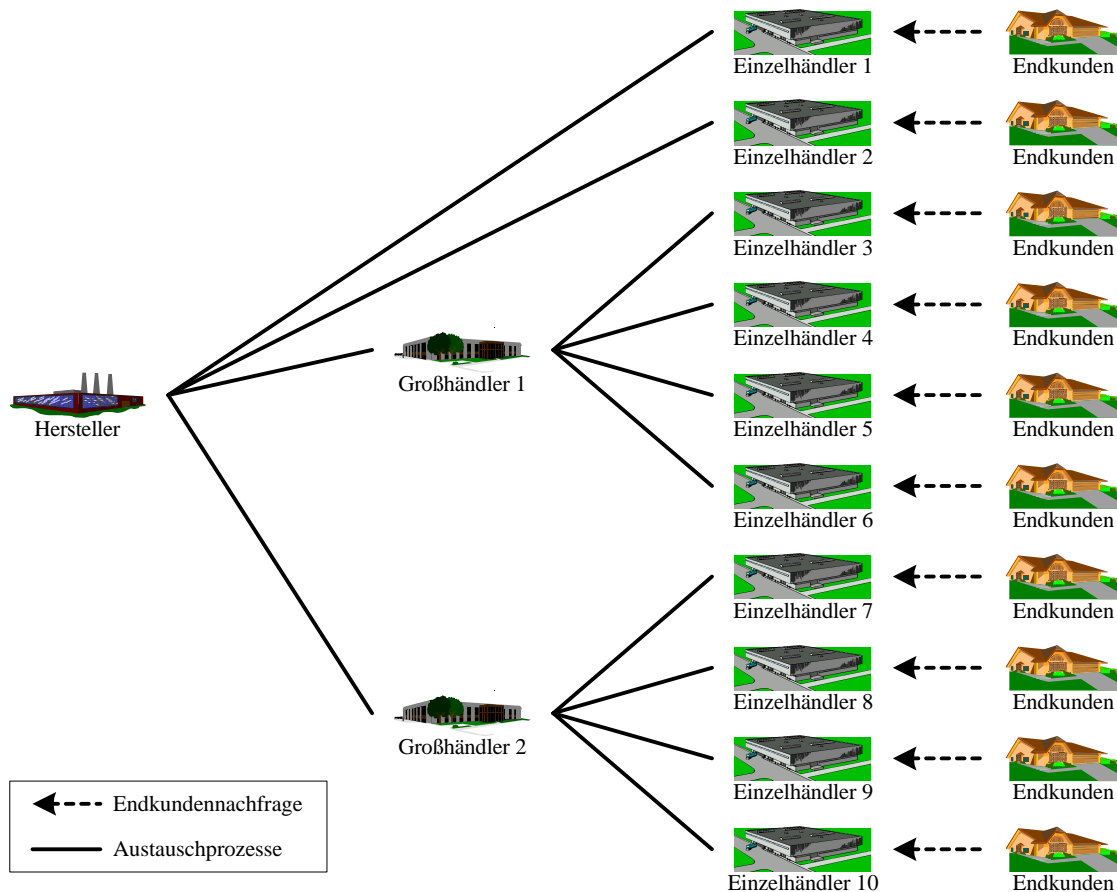 Einzelhändler 1
Endkunden
Einzelhändler 2
Endkunden
Einzelhändler 3
Endkunden
Einzelhändler 4
Endkunden
Großhändler 1
Einzelhändler 5
Endkunden
Hersteller
Einzelhändler 6
Endkunden
Einzelhändler 7
Endkunden
Einzelhändler 8
Endkunden
Großhändler 2
Einzelhändler 9
Endkunden
Einzelhändler 10
Endkunden
Endkundennachfrage
Austauschprozesse